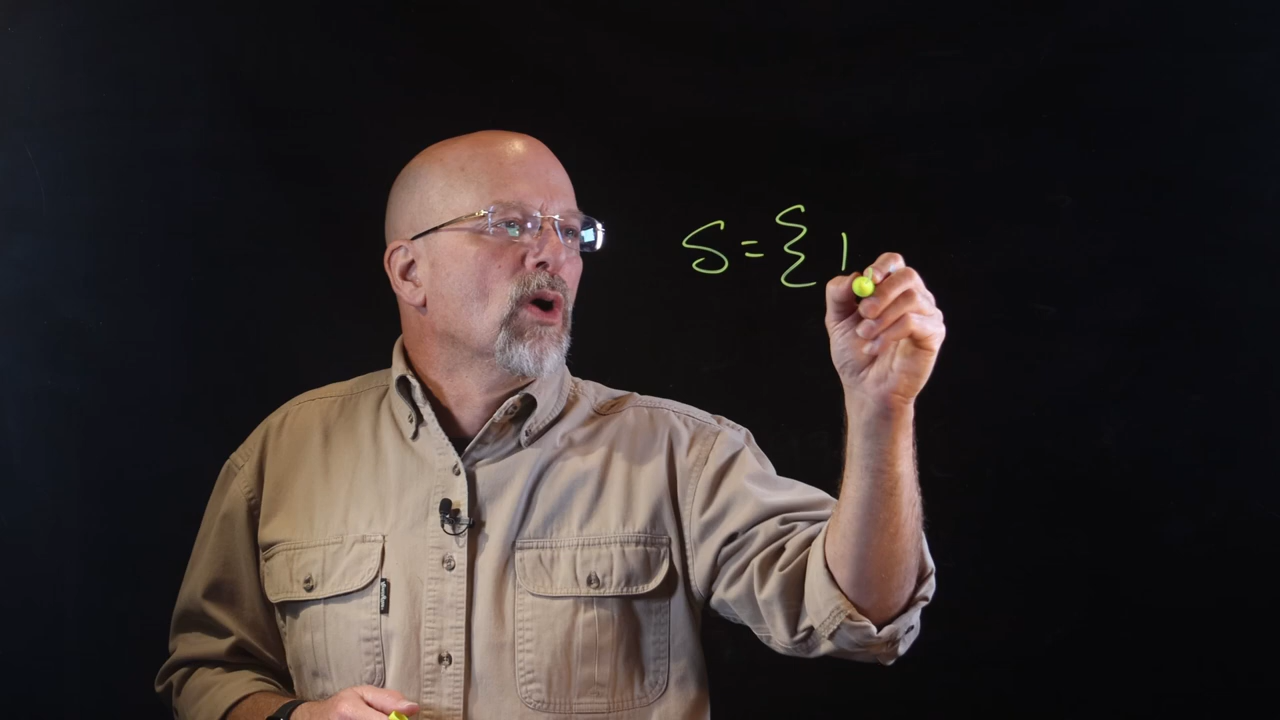 S = { 1